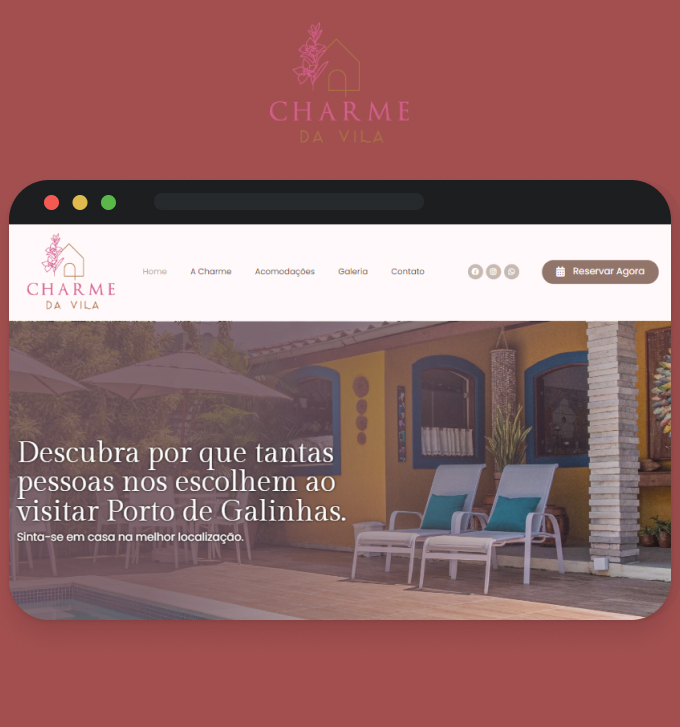 CHARME
DA VILA
CHARME
DA VILA
Home
A Charme
Acomodações
Galeria
Contato
Reservar Agora
Descubra por que tantas
pessoas nos escolhem ao
visitar Porto de Galinhas.
Sinta-se em casa na melhor localização.